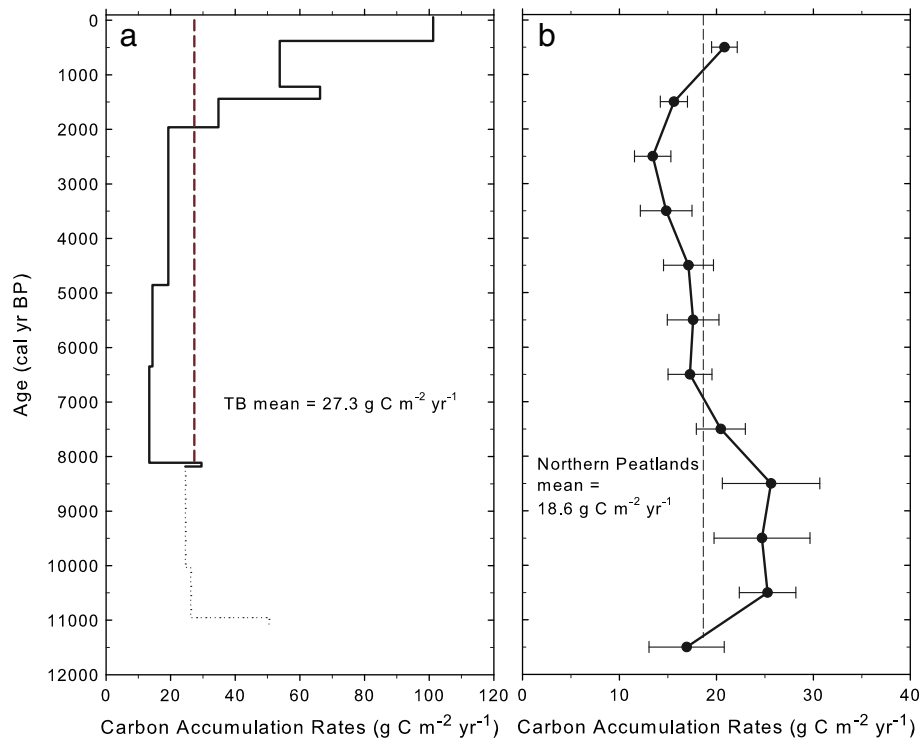 a
b
0
1000
2000
3000
4000
5000
6000
7000
8000
9000
10000
11000
12000
Age (cal yr BP)
TB mean = 27.3 g C m⁻² yr⁻¹
Northern Peatlands
mean =
18.6 g C m⁻² yr⁻¹
0 20 40 60 80 100 120
0 10 20 30 40
Carbon Accumulation Rates (g C m⁻² yr⁻¹)
Carbon Accumulation Rates (g C m⁻² yr⁻¹)